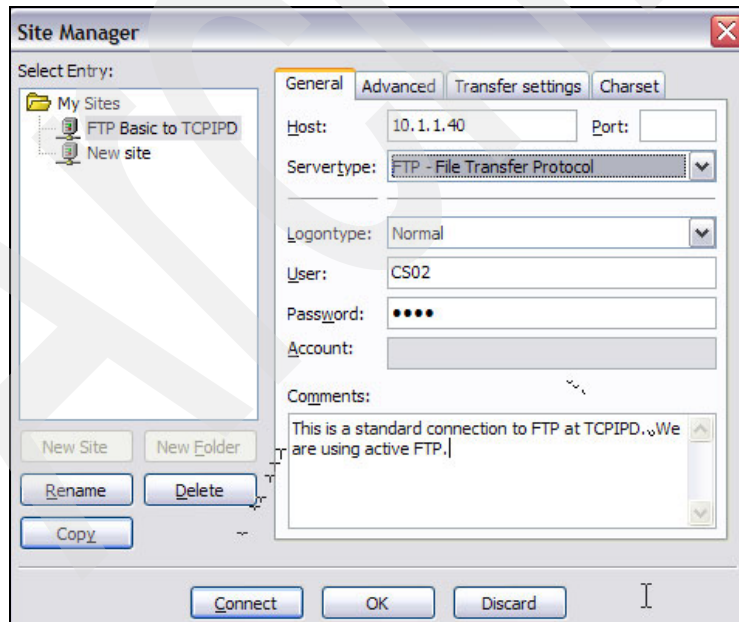 Site Manager
Select Entry:
My Sites
FTP Basic to TCPIPD
New site
New Site
New Folder
Rename
Delete
Copy
General Advanced Transfer settings Charset
Host: 10.1.1.40 Port:
Servertype: FTP - File Transfer Protocol
Logontype: Normal
User: CS02
Password: ••••
Account:
Comments:
This is a standard connection to FTP at TCPIPD. We
are using active FTP.
Connect OK Discard